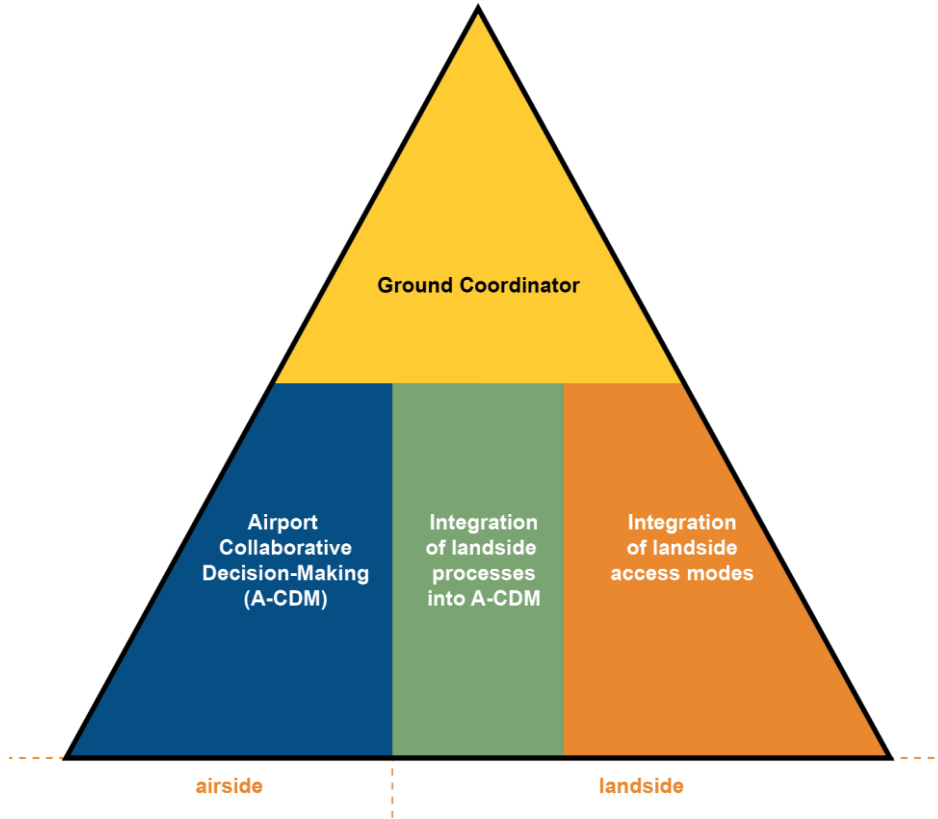 Ground Coordinator
Airport
Collaborative
Decision-Making
(A-CDM)
Integration
of landside
processes
into A-CDM
Integration
of landside
access modes
airside
landside